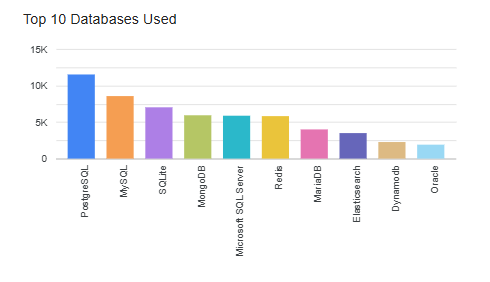 Top 10 Databases Used
15K
10K
5K
0
PostgreSQL
MySQL
SQLite
MongoDB
Microsoft SQL Server
Redis
MariaDB
Elasticsearch
Dynamodb
Oracle